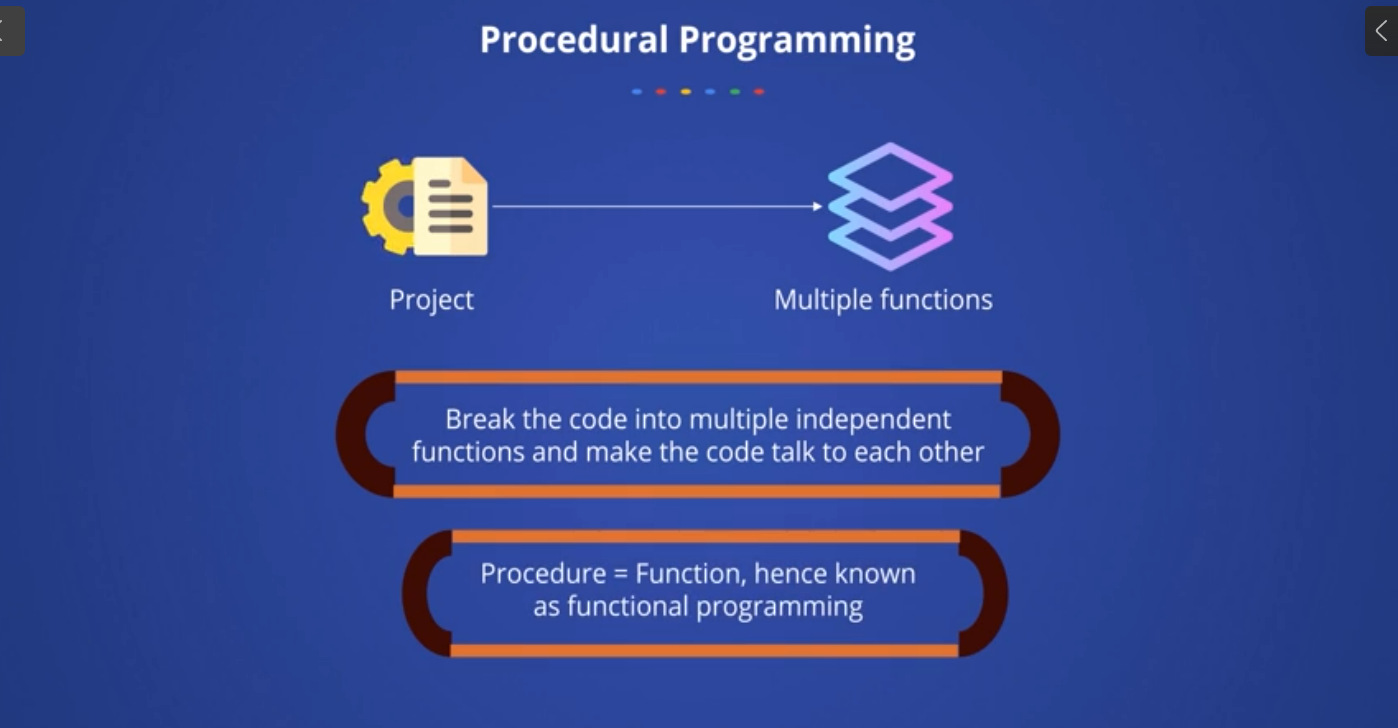 Procedural Programming
Project
Multiple functions
Break the code into multiple independent
functions and make the code talk to each other
Procedure = Function, hence known
as functional programming